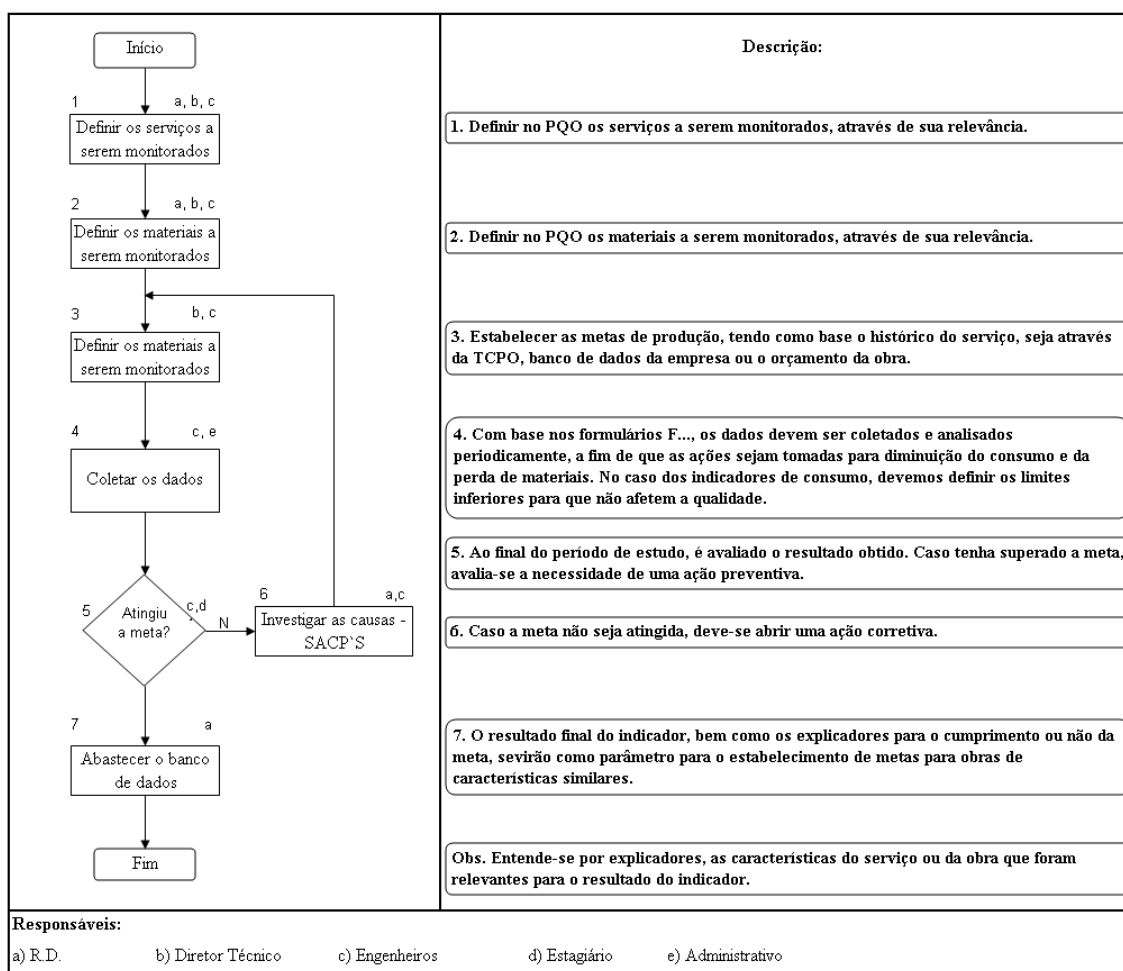 Início
Descrição:
1
a, b, c
Definir os serviços a
serem monitorados
1. Definir no PQO os serviços a serem monitorados, através de sua relevância.
2
a, b, c
Definir os materiais a
serem monitorados
2. Definir no PQO os materiais a serem monitorados, através de sua relevância.
3
b, c
Definir os materiais a
serem monitorados
3. Estabelecer as metas de produção, tendo como base o histórico do serviço, seja através
da TCPO, banco de dados da empresa ou o orçamento da obra.
4
c, e
Coletar os dados
4. Com base nos formulários F..., os dados devem ser coletados e analisados
periodicamente, a fim de que as ações sejam tomadas para diminuição do consumo e da
perda de materiais. No caso dos indicadores de consumo, devemos definir os limites
inferiores para que não afetem a qualidade.
5
Atingiu
a meta?
c,d
N
5. Ao final do período de estudo, é avaliado o resultado obtido. Caso tenha superado a meta,
avalia-se a necessidade de uma ação preventiva.
6
a,c
Investigar as causas -
SACP`S
6. Caso a meta não seja atingida, deve-se abrir uma ação corretiva.
7
a
Abastecer o banco
de dados
7. O resultado final do indicador, bem como os explicadores para o cumprimento ou não da
meta, sevirão como parâmetro para o estabelecimento de metas para obras de
características similares.
Fim
Obs. Entende-se por explicadores, as características do serviço ou da obra que foram
relevantes para o resultado do indicador.
Responsáveis:
a) R.D. b) Diretor Técnico c) Engenheiros d) Estagiário e) Administrativo